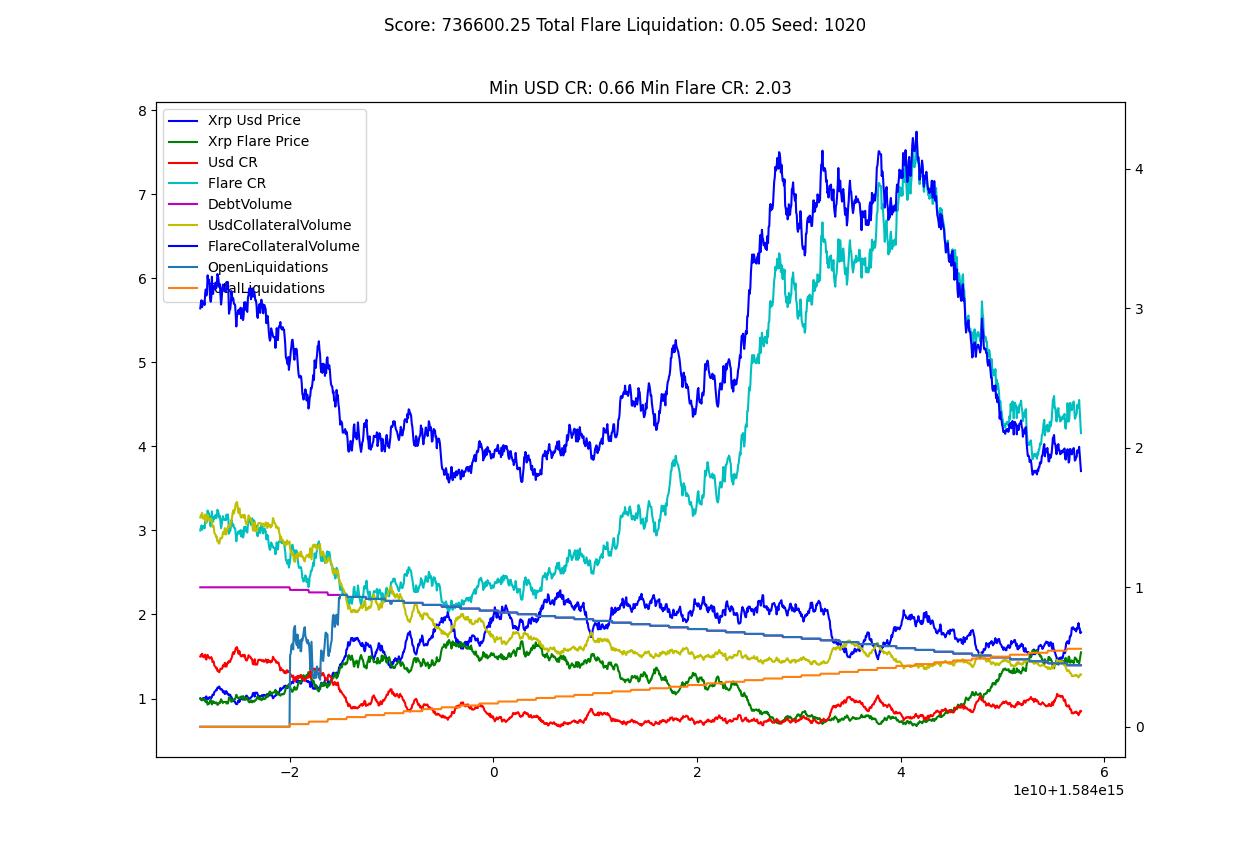 Score: 736600.25 Total Flare Liquidation: 0.05 Seed: 1020
Min USD CR: 0.66 Min Flare CR: 2.03
Xrp Usd Price
Xrp Flare Price
Usd CR
Flare CR
DebtVolume
UsdCollateralVolume
FlareCollateralVolume
OpenLiquidations
TotalLiquidations
8
7
6
5
4
3
2
1
4
3
2
1
0
−2
0
2
4
6
1e10+1.584e15